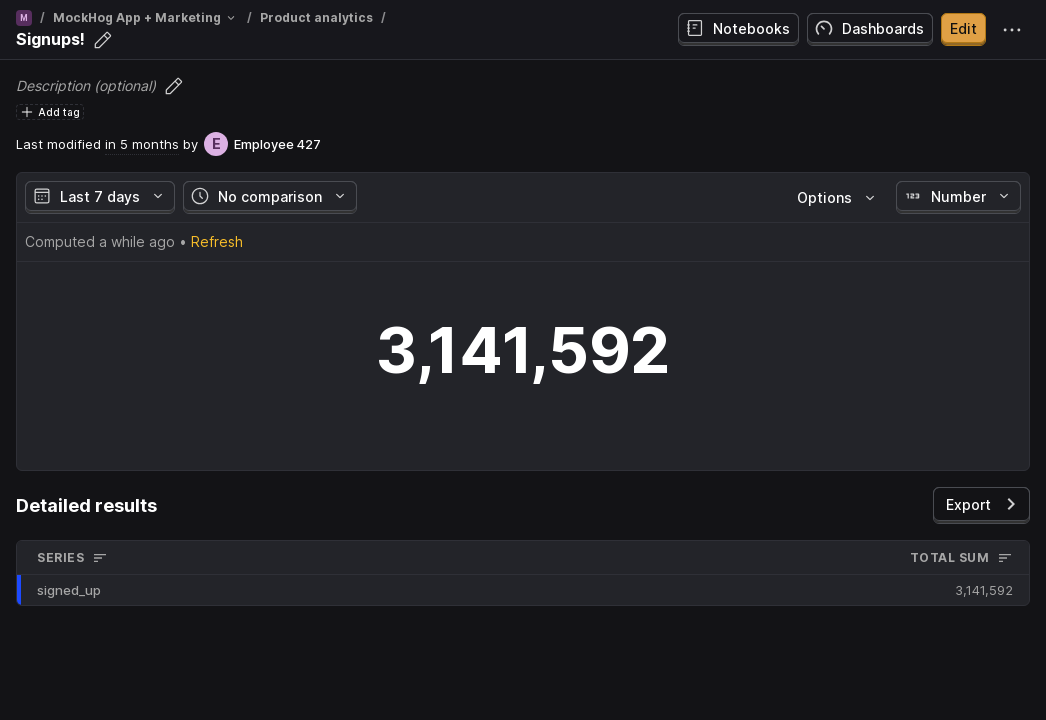 M / MockHog App + Marketing / Product analytics /
Signups!
Notebooks
Dashboards
Edit
Description (optional)
Add tag
Last modified in 5 months by E Employee 427
Last 7 days
No comparison
Options
123 Number
Computed a while ago • Refresh
3,141,592
Detailed results
Export
SERIES
TOTAL SUM
signed_up
3,141,592